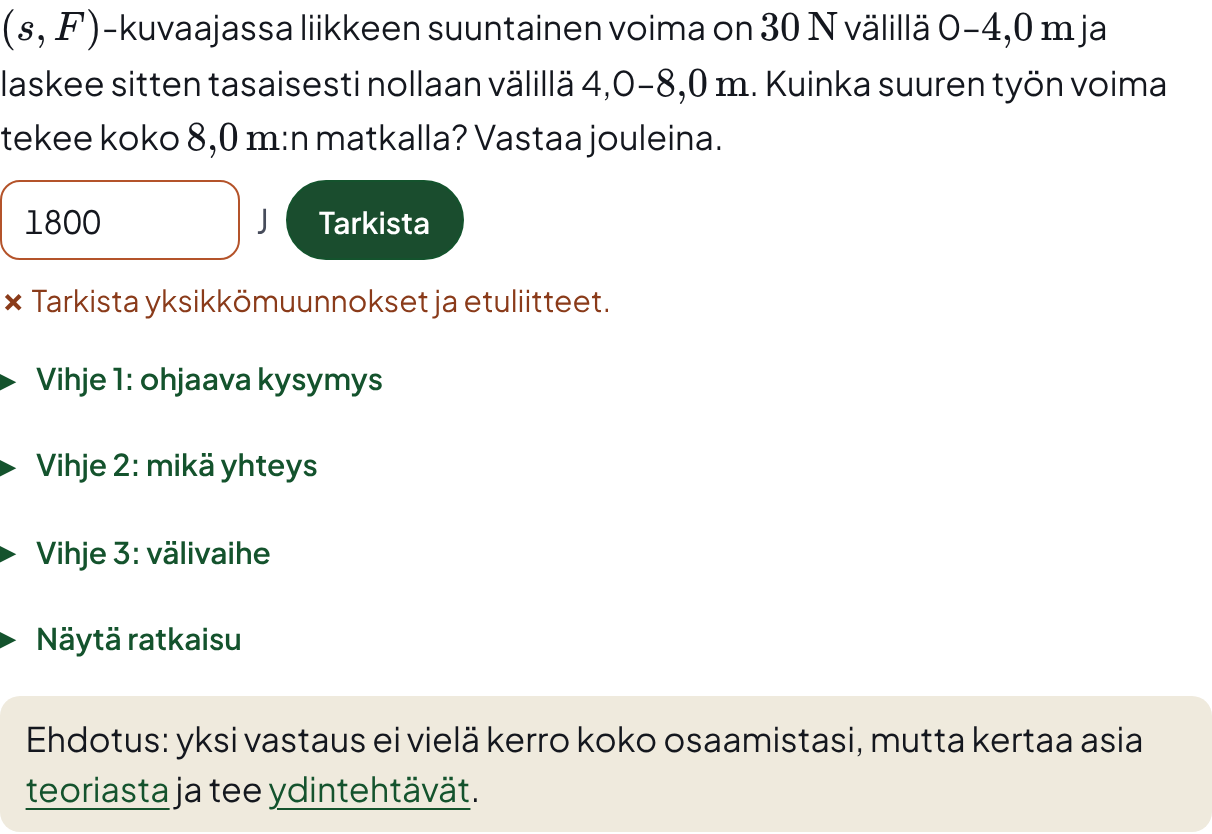 (s, F)-kuvaajassa liikkeen suuntainen voima on 30 N välillä 0–4,0 m ja
laskee sitten tasaisesti nollaan välillä 4,0–8,0 m. Kuinka suuren työn voima
tekee koko 8,0 m:n matkalla? Vastaa jouleina.
1800 J Tarkista
× Tarkista yksikkömuunnokset ja etuliitteet.
▶ Vihje 1: ohjaava kysymys
▶ Vihje 2: mikä yhteys
▶ Vihje 3: välivaihe
▶ Näytä ratkaisu
Ehdotus: yksi vastaus ei vielä kerro koko osaamistasi, mutta kertaa asia
teoriasta ja tee ydintehtävät.